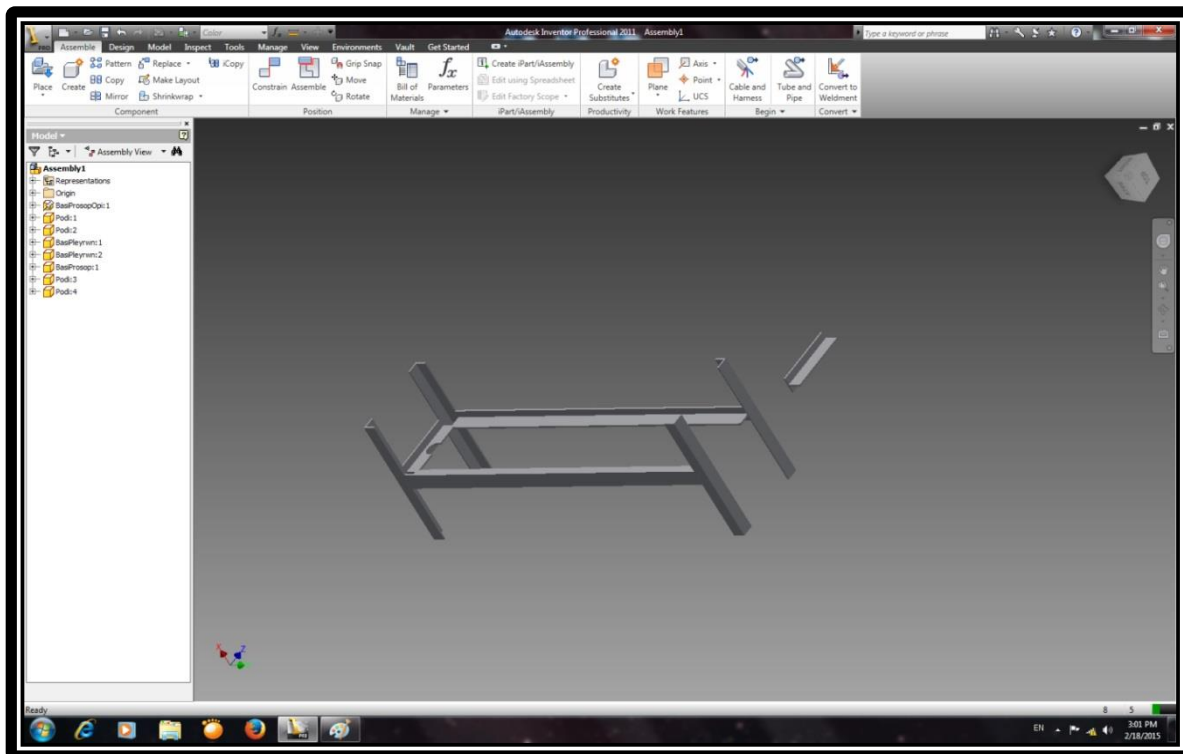 Color
Autodesk Inventor Professional 2011 Assembly1
Type a keyword or phrase
PRO
Assemble Design Model Inspect Tools Manage View Environments Vault Get Started
Place
Create
Pattern
Copy
Mirror
Replace
Make Layout
Shrinkwrap
iCopy
Component
Constrain Assemble
Grip Snap
Move
Rotate
Position
Bill of Materials
fx
Parameters
Manage
Create iPart/iAssembly
Edit using Spreadsheet
Edit Factory Scope
iPart/iAssembly
Create Substitutes
Productivity
Plane
Axis
Point
UCS
Work Features
Cable and Harness
Tube and Pipe
Begin
Convert to Weldment
Convert
Model
Assembly View
Assembly1
Representations
Origin
BasiProsopOpi:1
Podi:1
Podi:2
BasiPleyrwn:1
BasiPleyrwn:2
BasiProsop:1
Podi:3
Podi:4
X
Z
Ready
8 5
EN
3:01 PM
2/18/2015